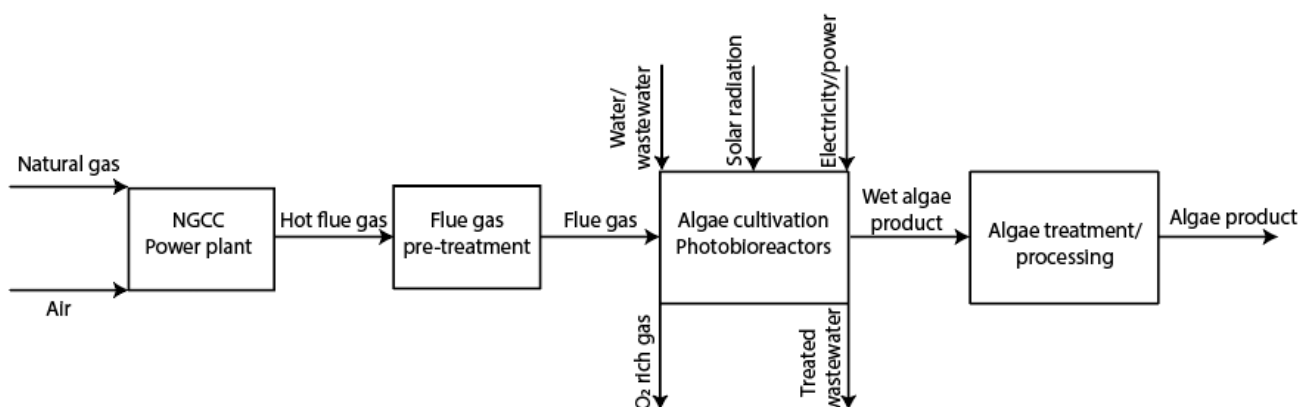 Water/
wastewater
Solar radiation
Electricity/power
Natural gas
Air
NGCC
Power plant
Hot flue gas
Flue gas
pre-treatment
Flue gas
Algae cultivation
Photobioreactors
Wet algae
product
Algae treatment/
processing
Algae product
O₂ rich gas
Treated
wastewater